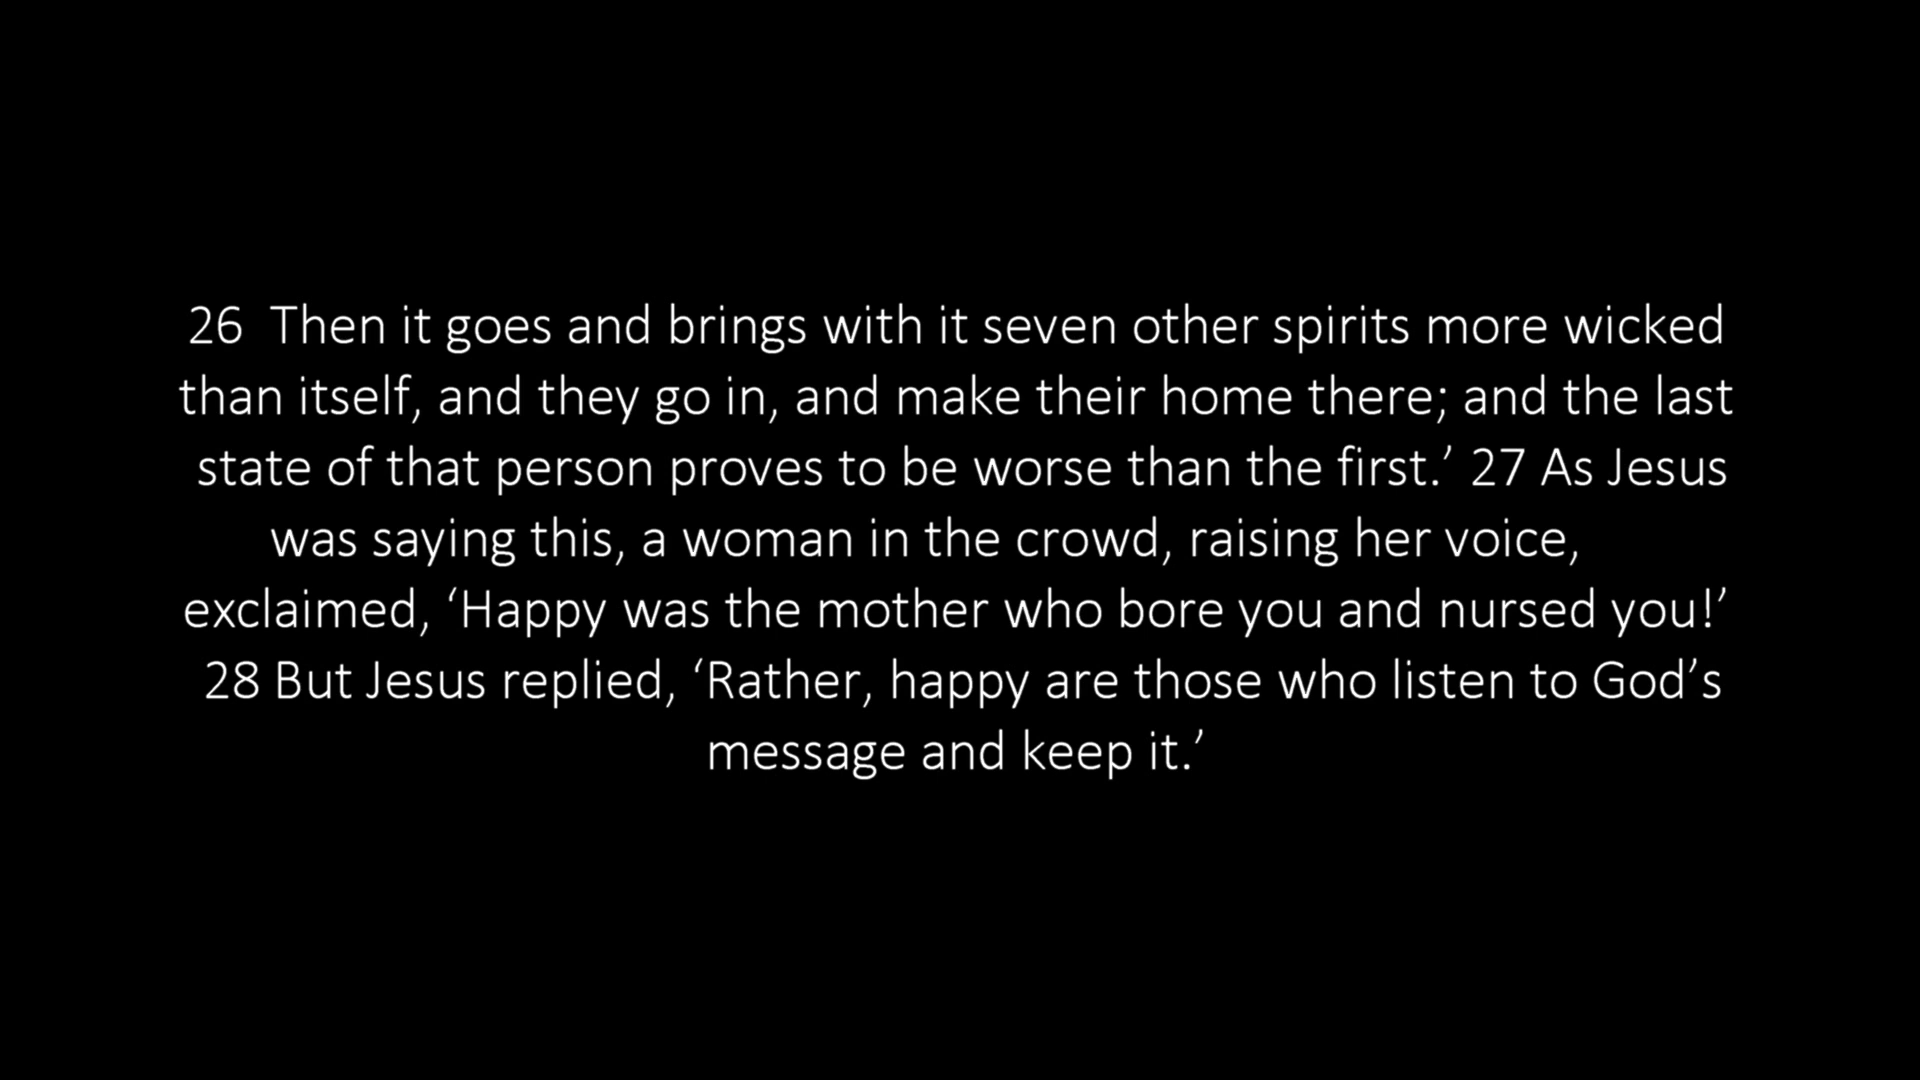 26  Then it goes and brings with it seven other spirits more wicked
than itself, and they go in, and make their home there; and the last
state of that person proves to be worse than the first.’ 27 As Jesus
was saying this, a woman in the crowd, raising her voice,
exclaimed, ‘Happy was the mother who bore you and nursed you!’
28 But Jesus replied, ‘Rather, happy are those who listen to God’s
message and keep it.’